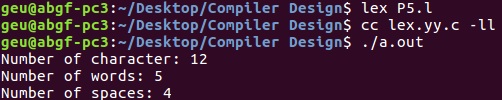 geu@abgf-pc3:~/Desktop/Compiler Design$ lex P5.l
geu@abgf-pc3:~/Desktop/Compiler Design$ cc lex.yy.c -ll
geu@abgf-pc3:~/Desktop/Compiler Design$ ./a.out
Number of character: 12
Number of words: 5
Number of spaces: 4